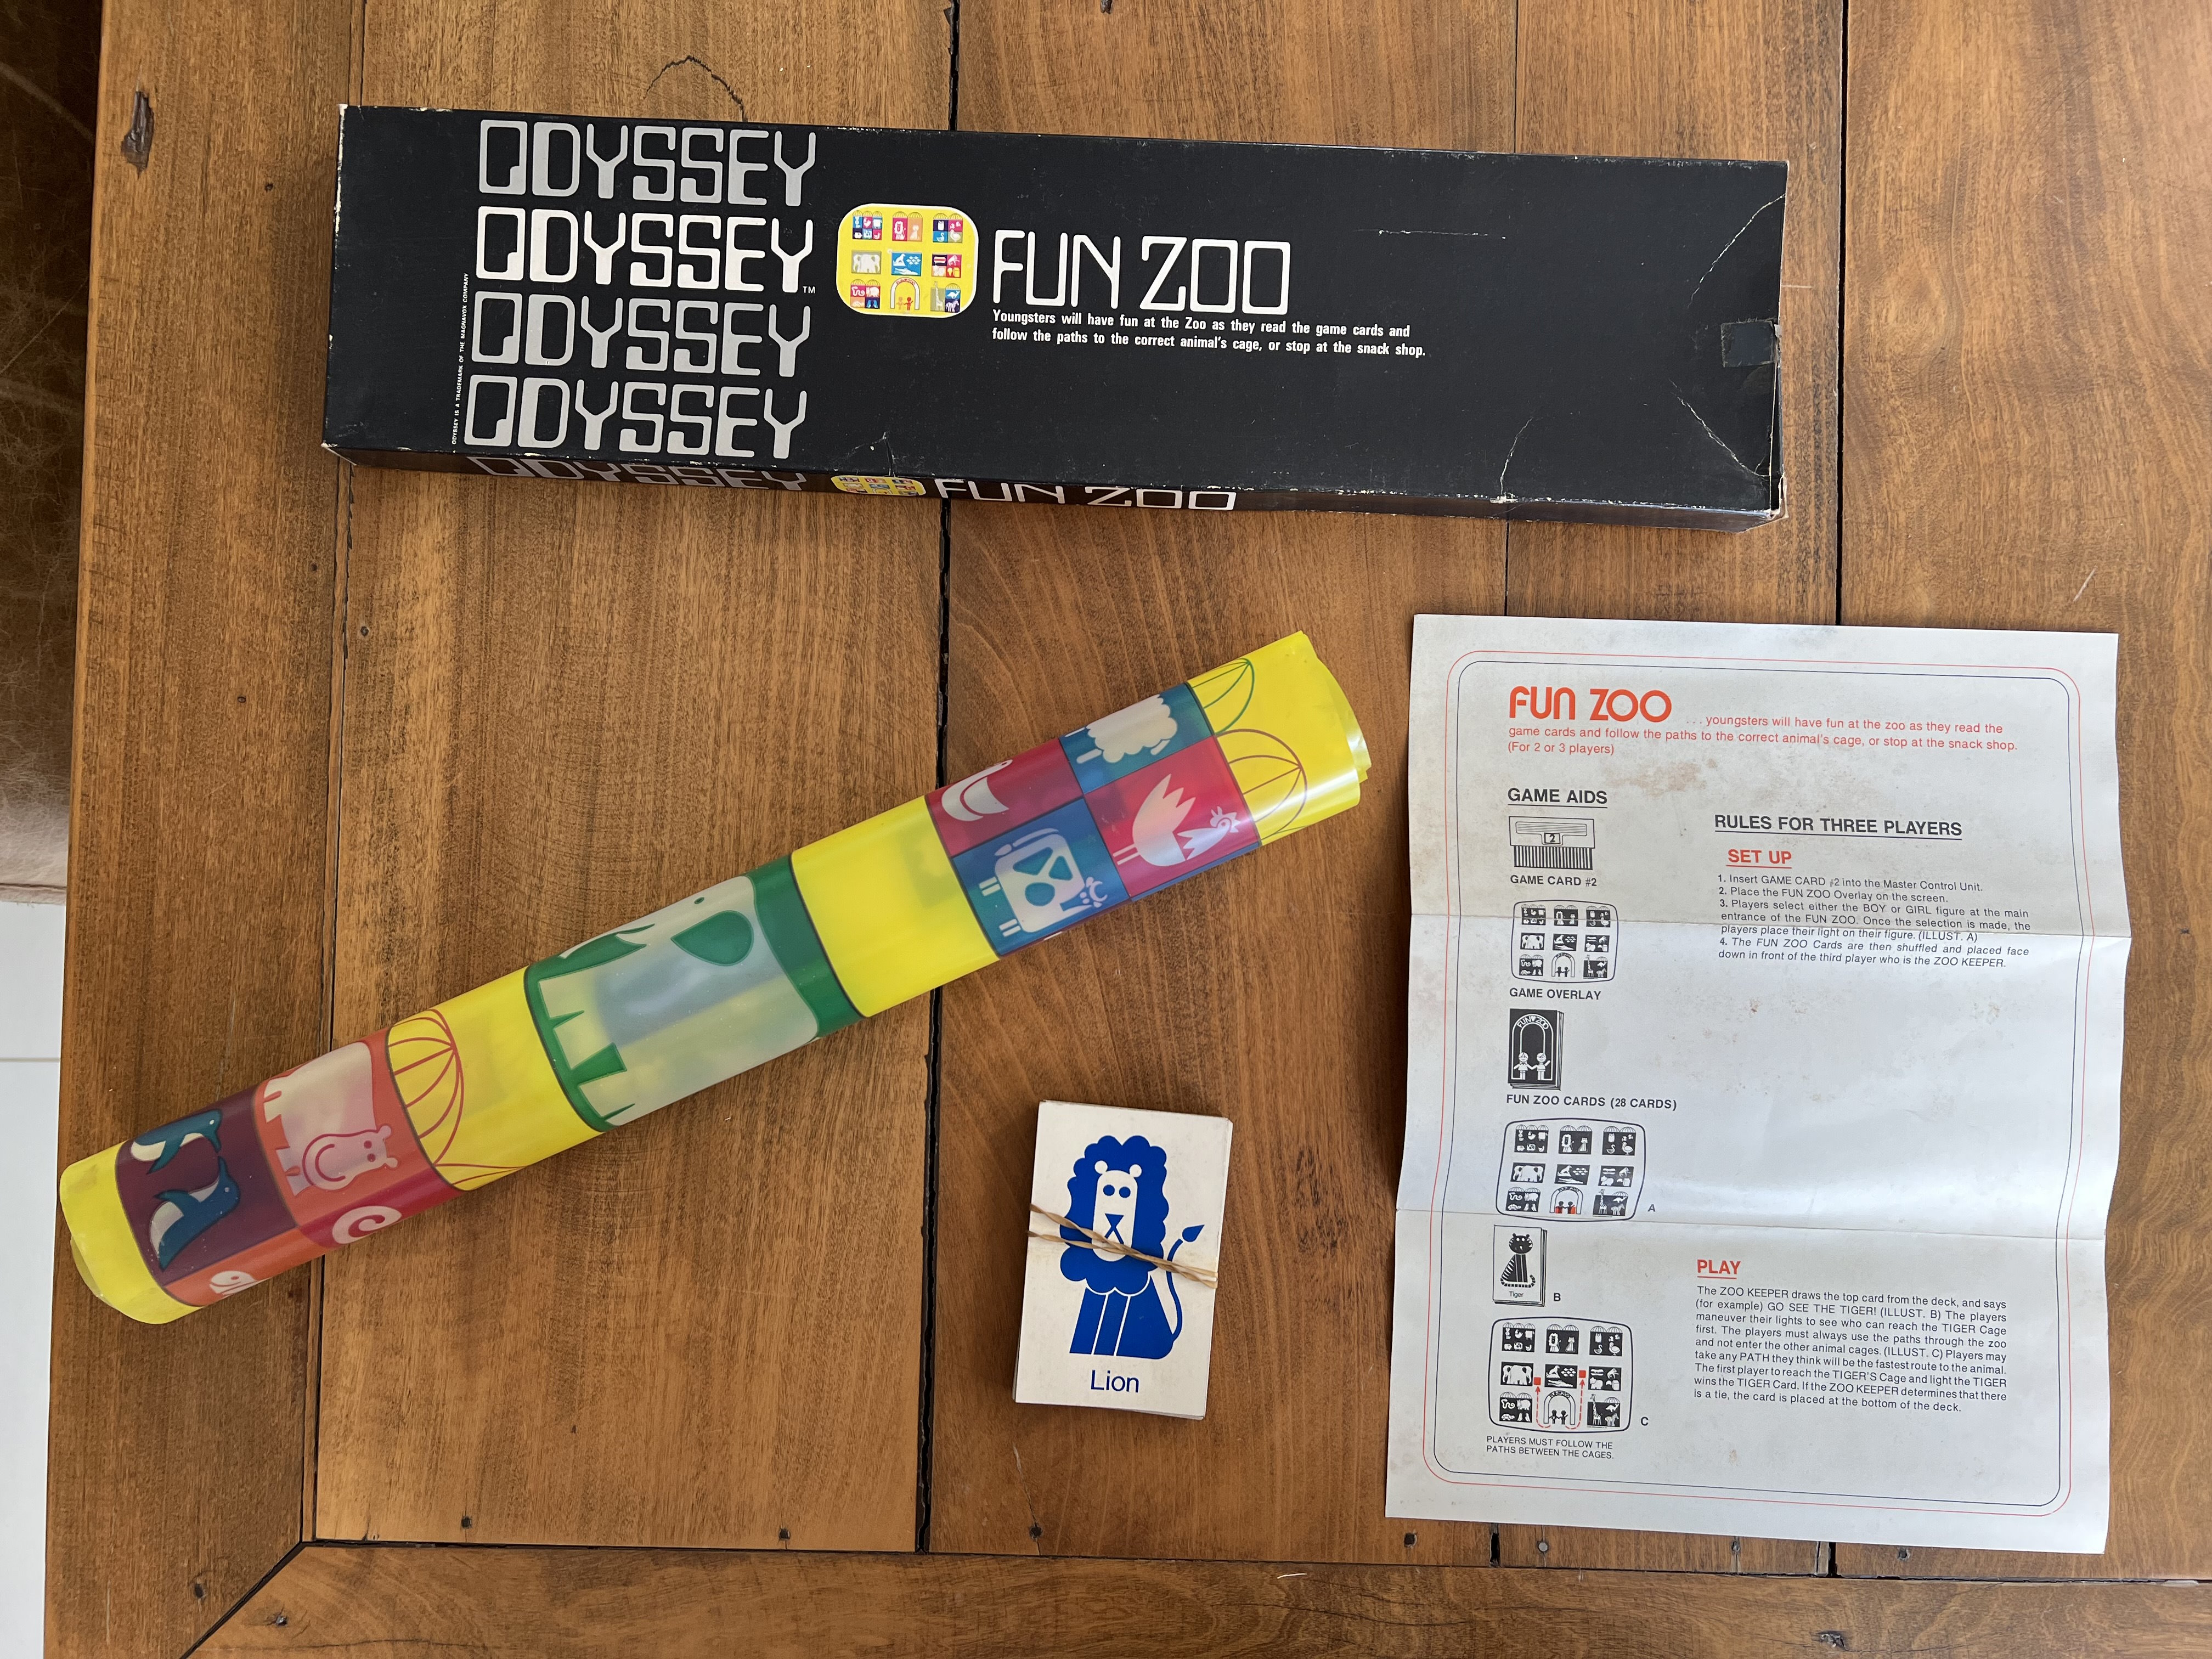 ODYSSEY
ODYSSEY™
ODYSSEY
ODYSSEY
ODYSSEY IS A TRADEMARK OF THE MAGNAVOX COMPANY
FUN ZOO
Youngsters will have fun at the Zoo as they read the game cards and
follow the paths to the correct animal's cage, or stop at the snack shop.
ODYSSEY
FUN ZOO
Lion
FUN ZOO ... youngsters will have fun at the zoo as they read the
game cards and follow the paths to the correct animal's cage, or stop at the snack shop.
(For 2 or 3 players)
GAME AIDS
2
GAME CARD #2
GAME OVERLAY
FUN ZOO
FUN ZOO CARDS (28 CARDS)
A
Tiger
B
C
PLAYERS MUST FOLLOW THE
PATHS BETWEEN THE CAGES.
RULES FOR THREE PLAYERS
SET UP
1. Insert GAME CARD #2 into the Master Control Unit.
2. Place the FUN ZOO Overlay on the screen.
3. Players select either the BOY or GIRL figure at the main
entrance of the FUN ZOO. Once the selection is made, the
players place their light on their figure. (ILLUST. A)
4. The FUN ZOO Cards are then shuffled and placed face
down in front of the third player who is the ZOO KEEPER.
PLAY
The ZOO KEEPER draws the top card from the deck, and says
(for example) GO SEE THE TIGER! (ILLUST. B) The players
maneuver their lights to see who can reach the TIGER Cage
first. The players must always use the paths through the zoo
and not enter the other animal cages. (ILLUST. C) Players may
take any PATH they think will be the fastest route to the animal.
The first player to reach the TIGER'S Cage and light the TIGER
wins the TIGER Card. If the ZOO KEEPER determines that there
is a tie, the card is placed at the bottom of the deck.